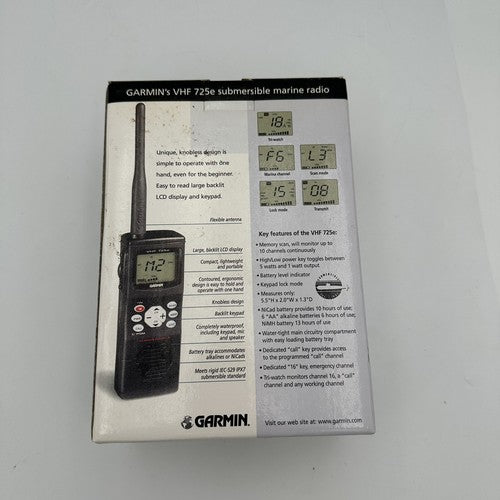 GARMIN's VHF 725e submersible marine radio
Unique, knobless design is
simple to operate with one
hand, even for the beginner.
Easy to read large backlit
LCD display and keypad.
Flexible antenna
Large, backlit LCD display
Compact, lightweight
and portable
Contoured, ergonomic
design is easy to hold and
operate with one hand
Knobless design
Backlit keypad
Completely waterproof,
including keypad, mic
and speaker
Battery tray accommodates
alkalines or NiCads
Meets rigid IEC-529 IPX7
submersible standard
M2
GARMIN
18
Tri-watch
F6
Marine channel
L3
Scan mode
15
Lock mode
08
Transmit
Key features of the VHF 725e:
• Memory scan, will monitor up to
10 channels continuously
• High/Low power key toggles between
5 watts and 1 watt output
• Battery level indicator
• Keypad lock mode
• Measures only:
5.5"H x 2.0"W x 1.3"D
• NiCad battery provides 10 hours of use;
6 "AA" alkaline batteries 6 hours of use;
NiMH battery 13 hours of use
• Water-tight main circuitry compartment
with easy loading battery tray
• Dedicated "call" key provides access
to the programmed "call" channel
• Dedicated "16" key, emergency channel
• Tri-watch monitors channel 16, a "call"
channel and any working channel
GARMIN.
Visit our web site at: www.garmin.com